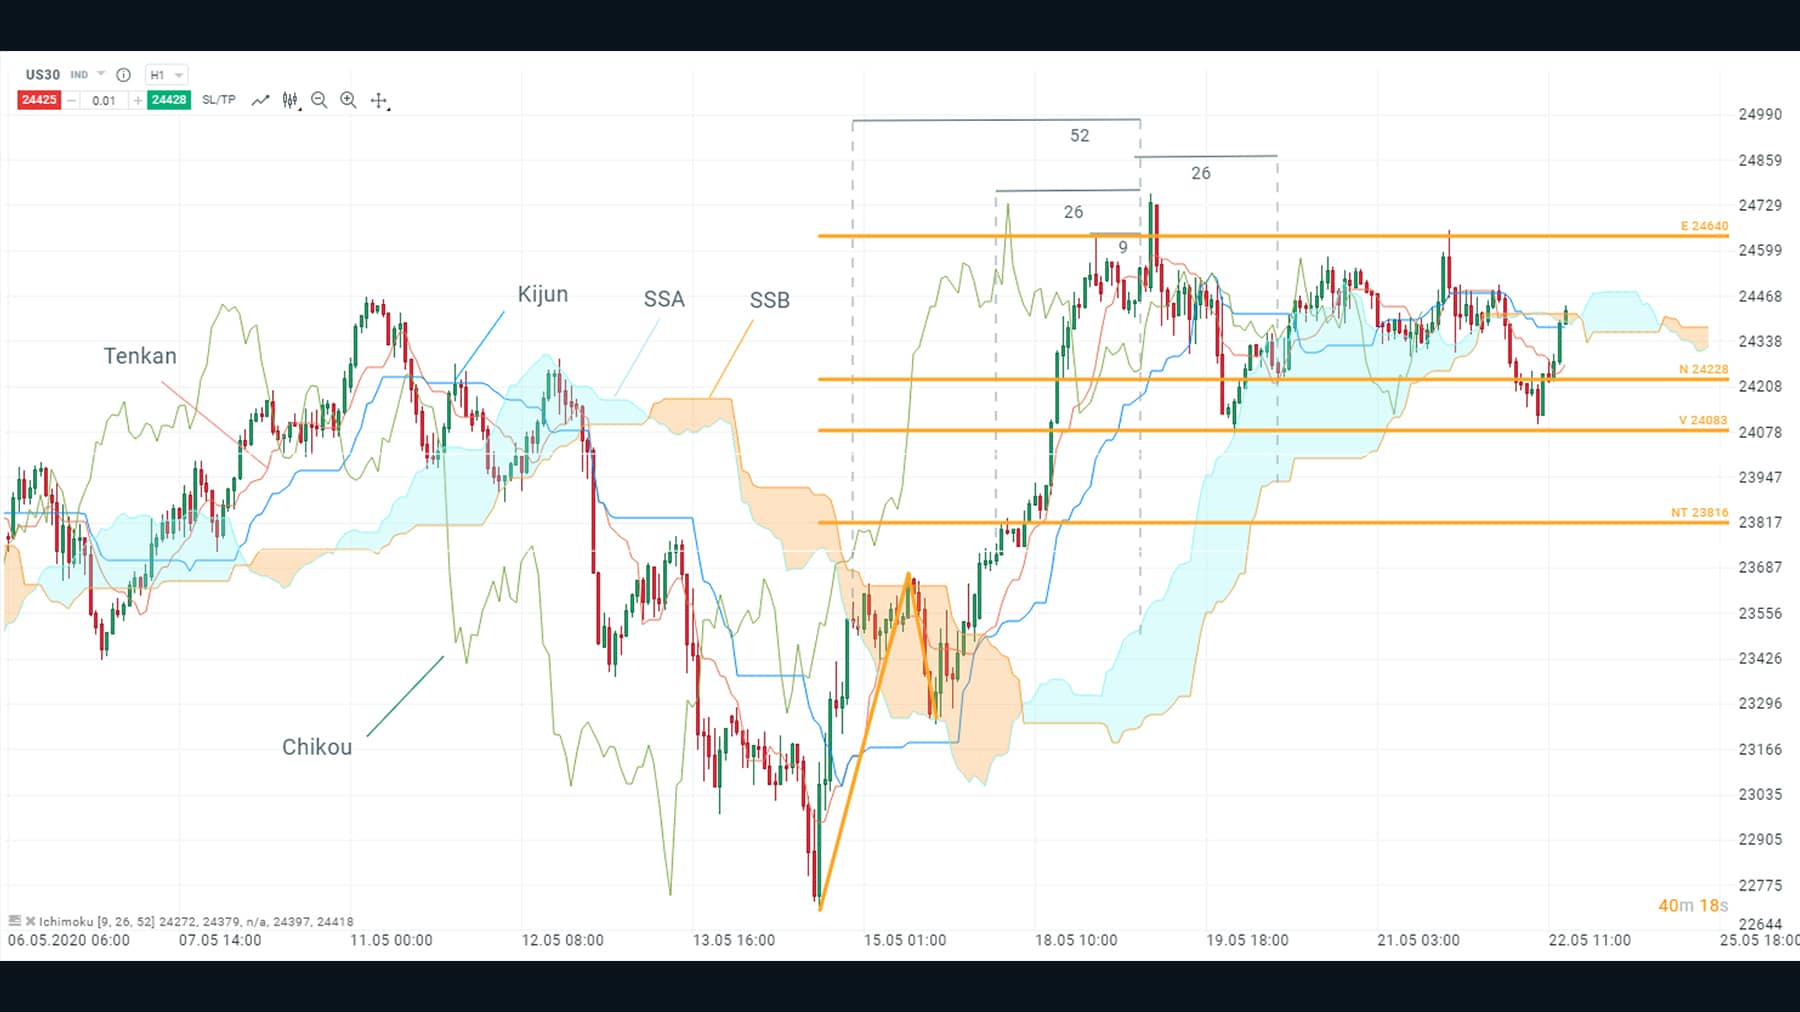 US30 IND H1
24425 – 0.01 + 24428 SL/TP
24990
52
24859
26
24729
26
E 24640
9
24599
Kijun
SSA
SSB
24468
Tenkan
24338
N 24228
24208
V 24083
24078
23947
NT 23816
23817
23687
23556
23426
23296
Chikou
23166
23035
22905
22775
40m 18s
Ichimoku [9, 26, 52] 24272, 24379, n/a, 24397, 24418
22644
06.05.2020 06:00 07.05 14:00 11.05 00:00 12.05 08:00 13.05 16:00 15.05 01:00 18.05 10:00 19.05 18:00 21.05 03:00 22.05 11:00 25.05 18:00